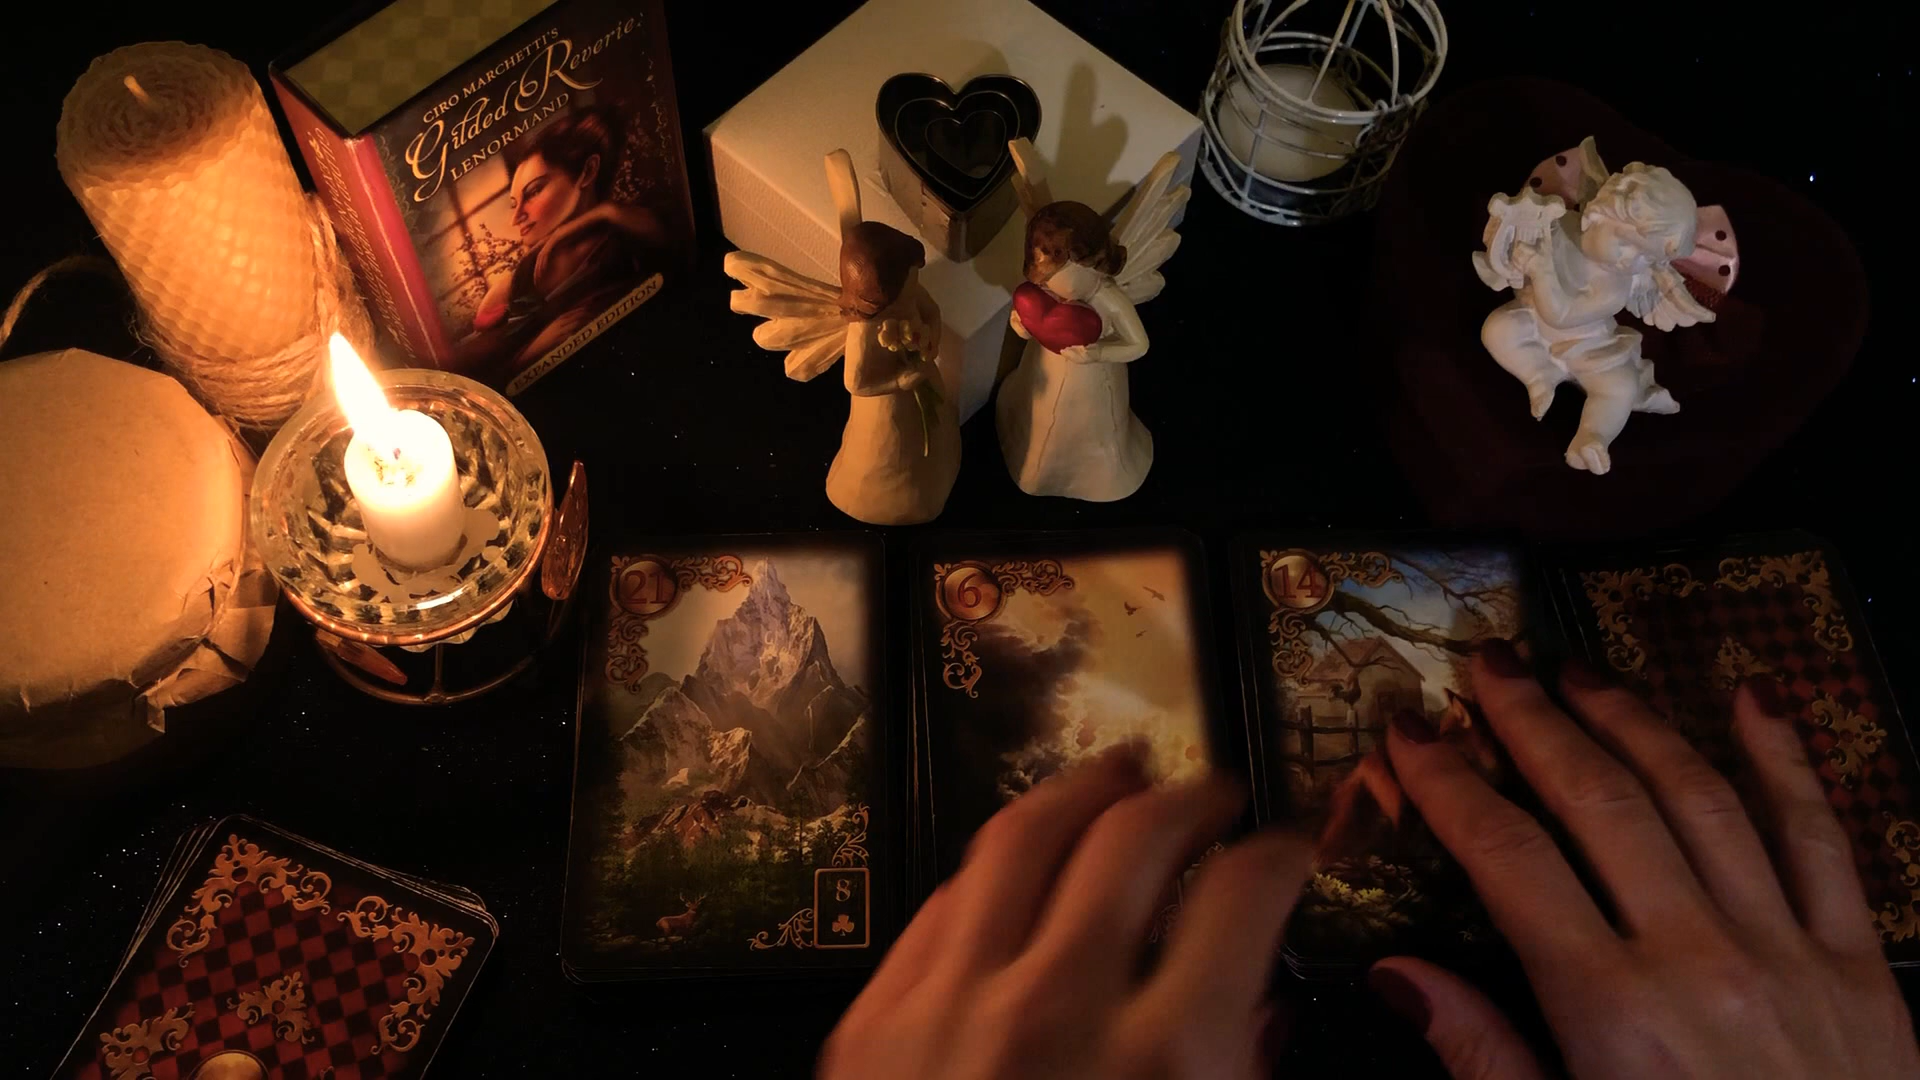 CIRO MARCHETTI'S
Gilded Reverie
LENORMAND
EXPANDED EDITION
21
6
14
8